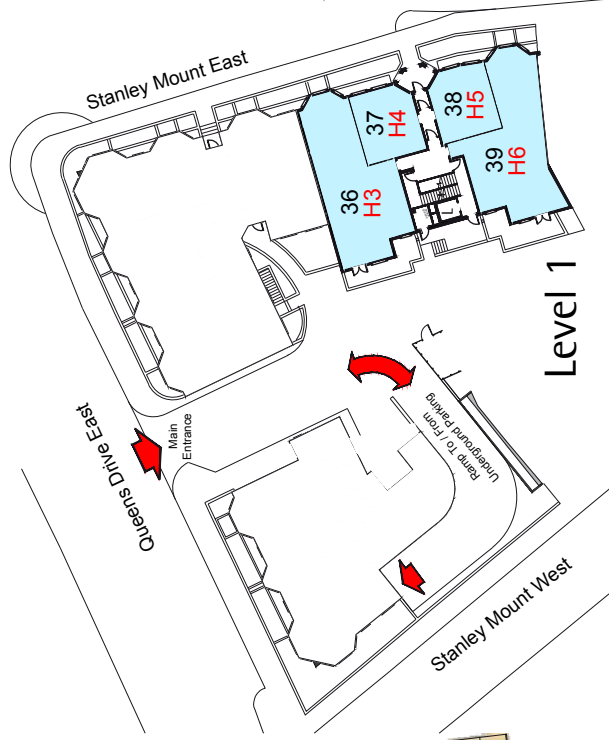 Stanley Mount East
36
H3
37
H4
38
H5
39
H6
L
Level 1
Queens Drive East
Main
Entrance
Ramp To / From
Underground Parking
Stanley Mount West